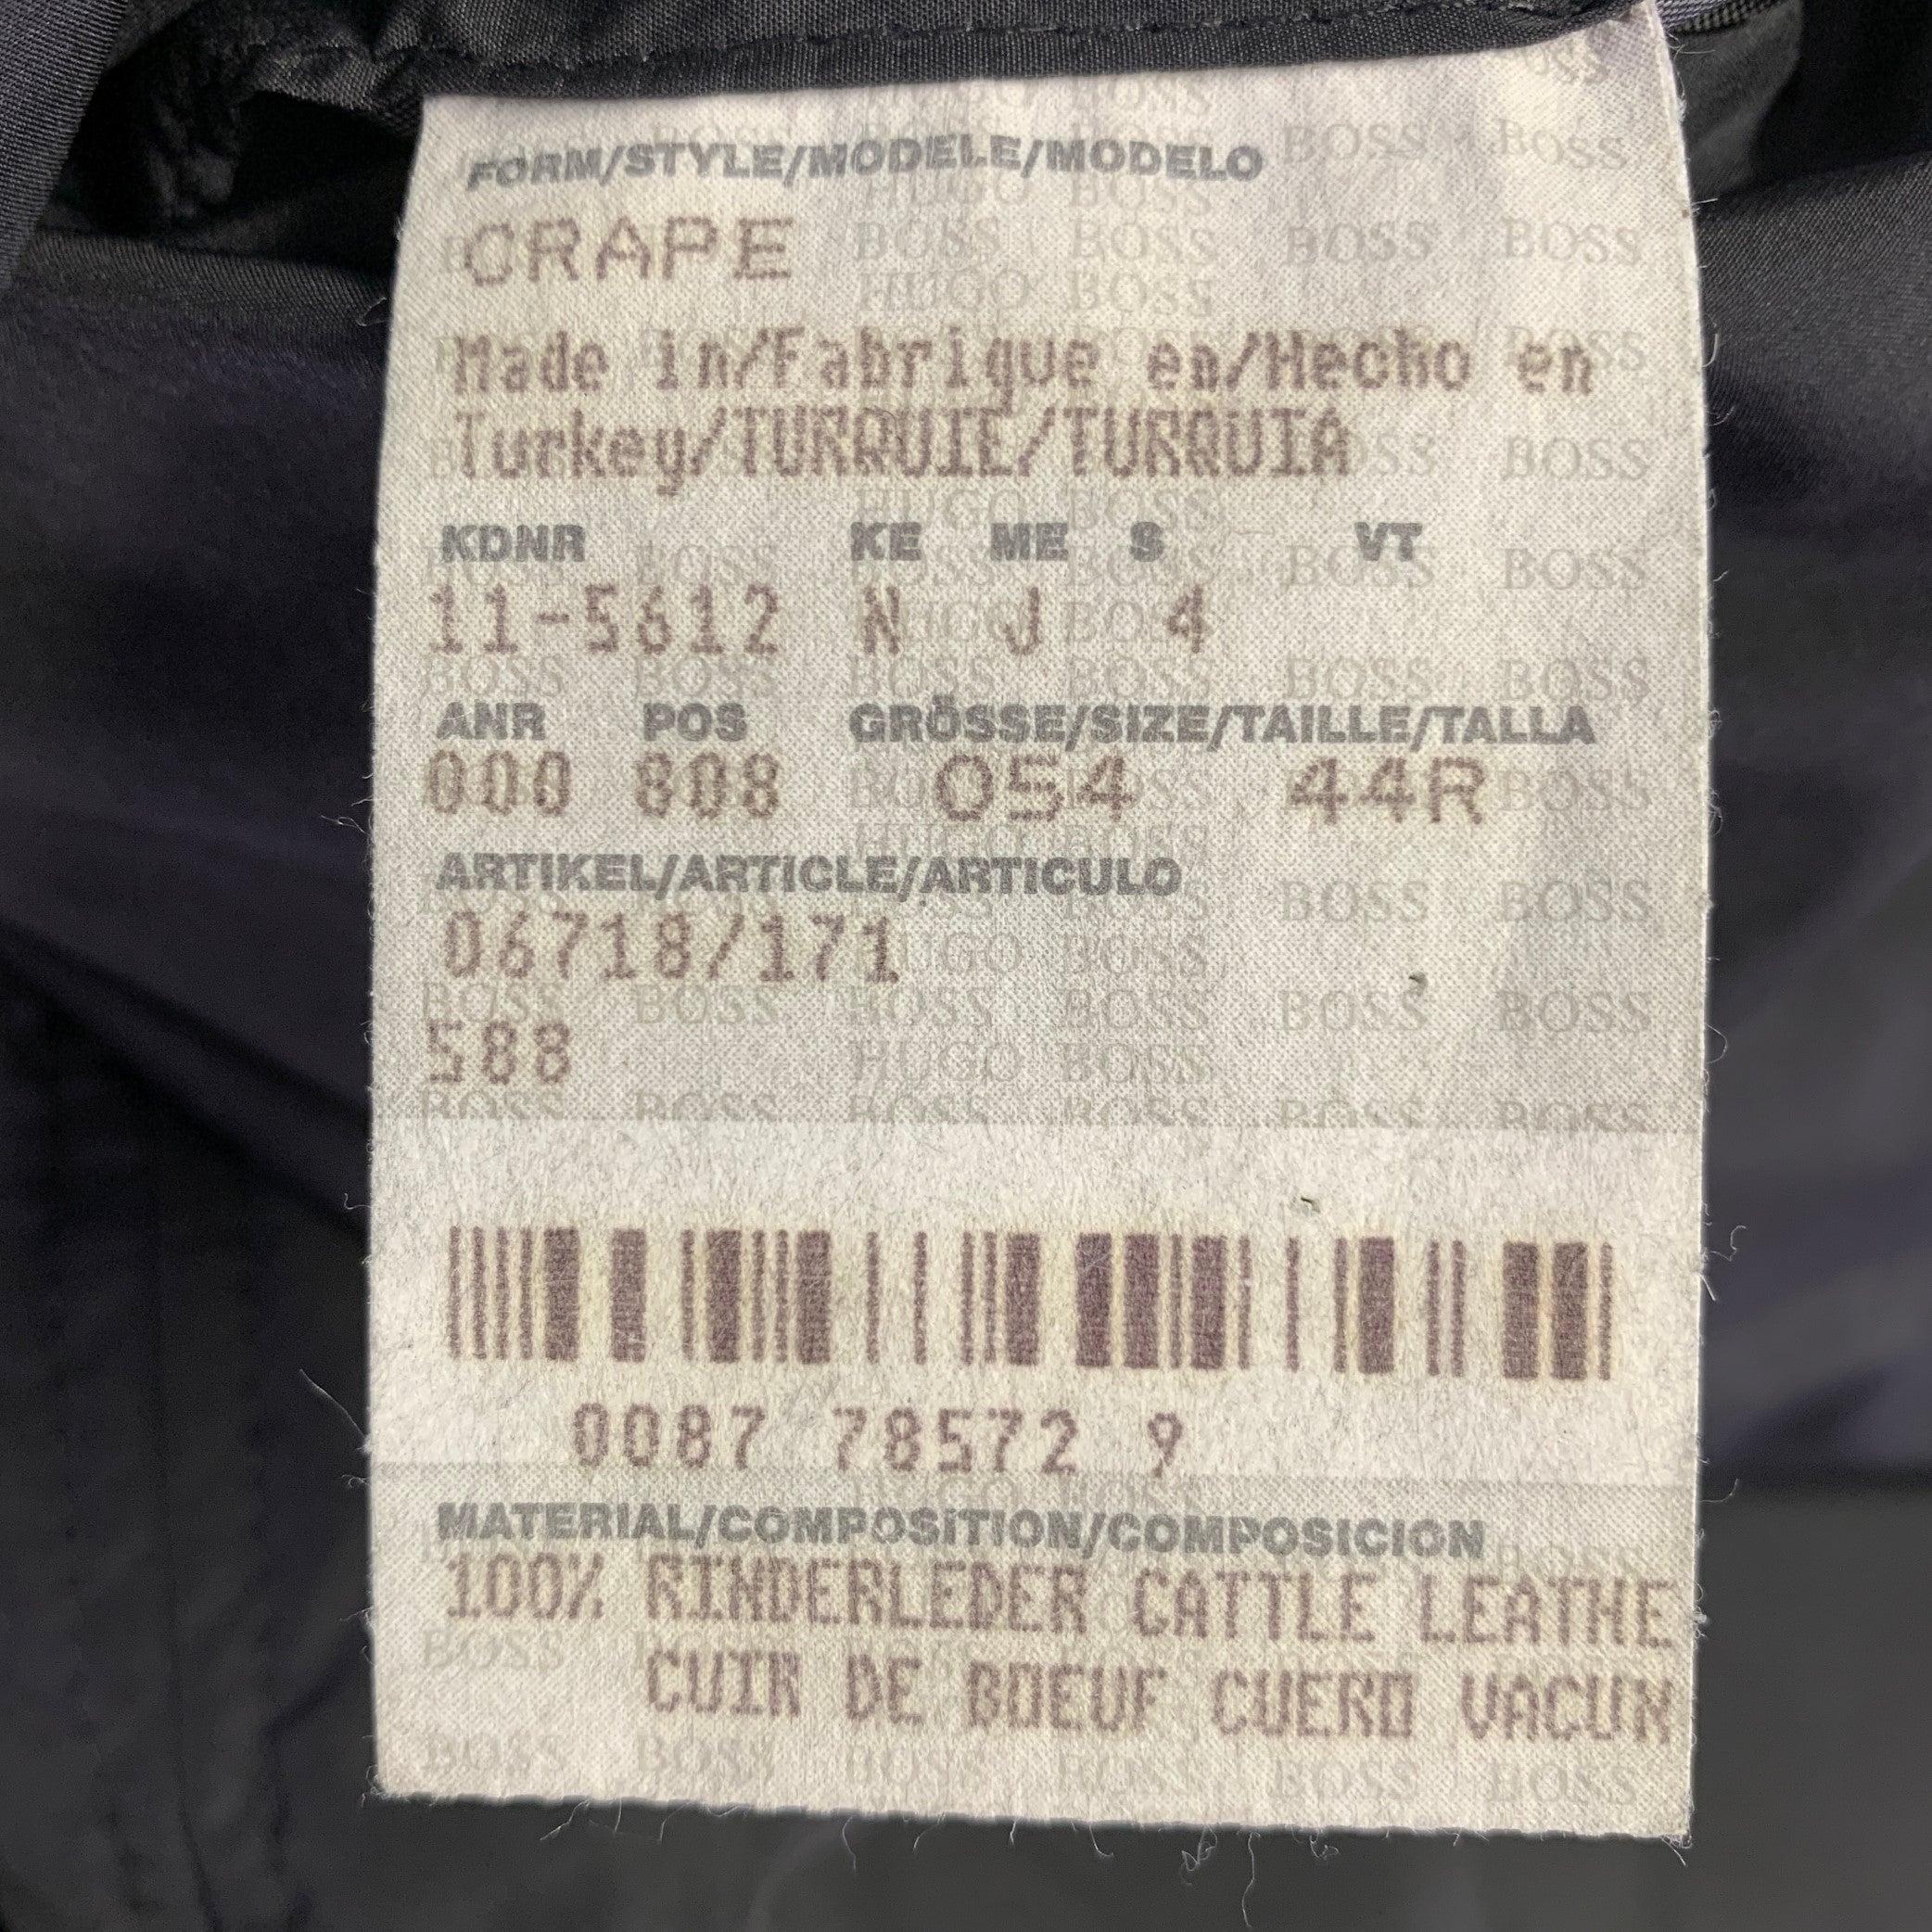 FORM/STYLE/MODELE/MODELO
CRAPE
Made in/Fabrique en/Hecho en
Turkey/TURQUIE/TURQUIA
KDNR KE ME S VT
11-5612 N J 4
ANR POS GRÖSSE/SIZE/TAILLE/TALLA
000 808 054 44R
ARTIKEL/ARTICLE/ARTICULO
06718/171
588
0087 78572 9
MATERIAL/COMPOSITION/COMPOSICION
100% RINDERLEDER CATTLE LEATHE
CUIR DE BOEUF CUERO VACUN
HUGO BOSS